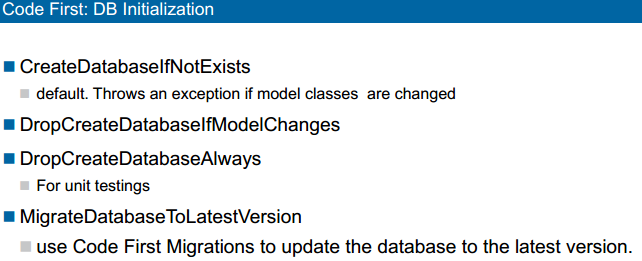 Code First: DB Initialization
CreateDatabaseIfNotExists
default. Throws an exception if model classes are changed
DropCreateDatabaseIfModelChanges
DropCreateDatabaseAlways
For unit testings
MigrateDatabaseToLatestVersion
use Code First Migrations to update the database to the latest version.